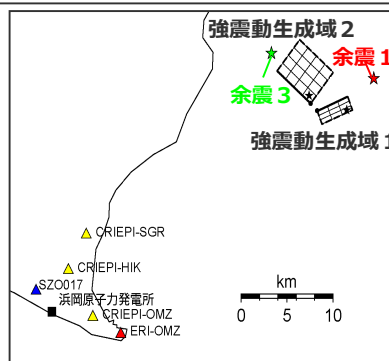 強震動生成域２
余震１
余震３
強震動生成域１
CRIEPI-SGR
CRIEPI-HIK
SZO017
浜岡原子力発電所
CRIEPI-OMZ
ERI-OMZ
km
0 5 10